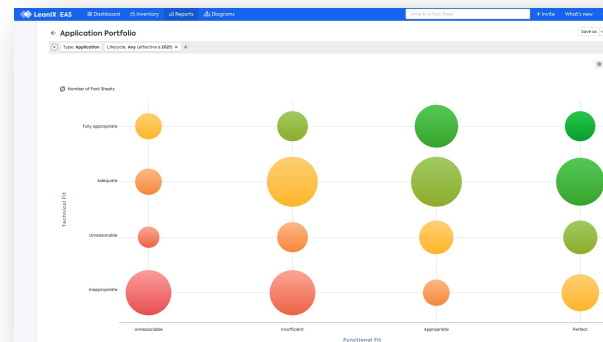 LeanIX EAS Dashboard Inventory Reports Diagrams Jump to a Fact Sheet + Invite What's new
← Application Portfolio Save as
Type: Application Lifecycle: Any (effective ≥ 2021) × +
Ø Number of Fact Sheets
Fully appropriate
Adequate
Technical Fit
Unreasonable
Inappropriate
Unreasonable Insufficient Appropriate Perfect
Functional Fit